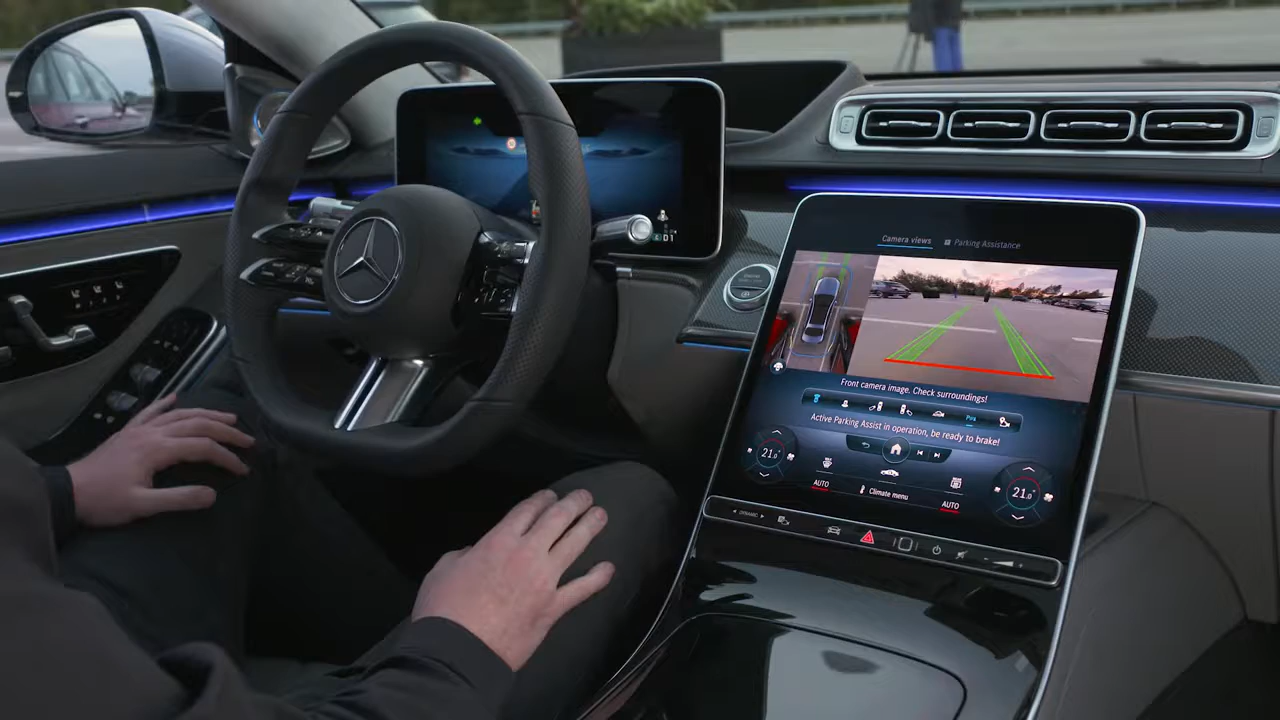 Camera views
Parking Assistance
Front camera image. Check surroundings!
Active Parking Assist in operation, be ready to brake!
21.0
21.0
AUTO
Climate menu
AUTO
DYNAMIC